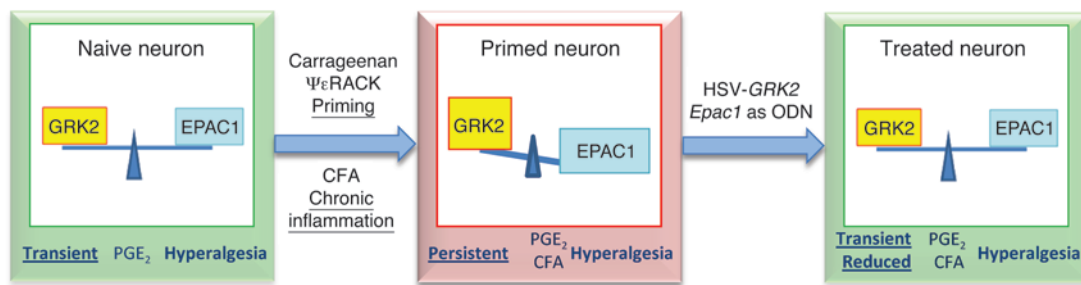 Naive neuron
GRK2 EPAC1
Transient PGE₂ Hyperalgesia
Carrageenan
ΨεRACK
Priming
CFA
Chronic
inflammation
Primed neuron
GRK2
EPAC1
Persistent PGE₂ Hyperalgesia
CFA
HSV-GRK2
Epac1 as ODN
Treated neuron
GRK2 EPAC1
Transient PGE₂ Hyperalgesia
Reduced CFA